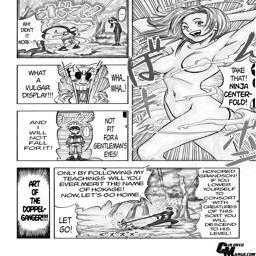 TAKE
THAT!
NINJA
CENTER-
FOLD!
ばん
WHY
DIDN'T
IT
WORK--?!
WHA...
WHA...
WHAT
A
VULGAR
DISPLAY!!!
NOT
FIT
FOR A
GENTLEMAN'S
EYES!
AND I
WILL
NOT
FALL
FOR IT!
HONORED
GRANDSON!
IF YOU
LOWER
YOURSELF
TO
CONSORT
WITH
CREATURES
OF THIS
SORT YOU
WILL
DESCEND
TO HIS
LEVEL!
ONLY BY FOLLOWING MY
TEACHINGS WILL YOU
EVER MERIT THE NAME
OF HOKAGE!
NOW, LET'S GO HOME.
LET
GO!
ART
OF THE
DOPPEL-
GANGER!!!!
COLORED
MANGA.COM